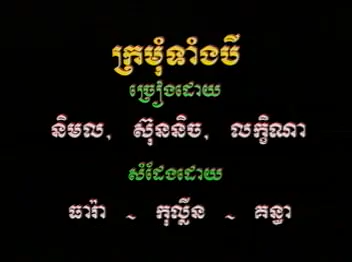 ក្រមុំទាំងបី
ច្រៀងដោយ
និមល, ស៊ុននិច, លក្ខិណា
សំដែងដោយ
ធារ៉ា ~ កុល្លីន ~ គន្ធា